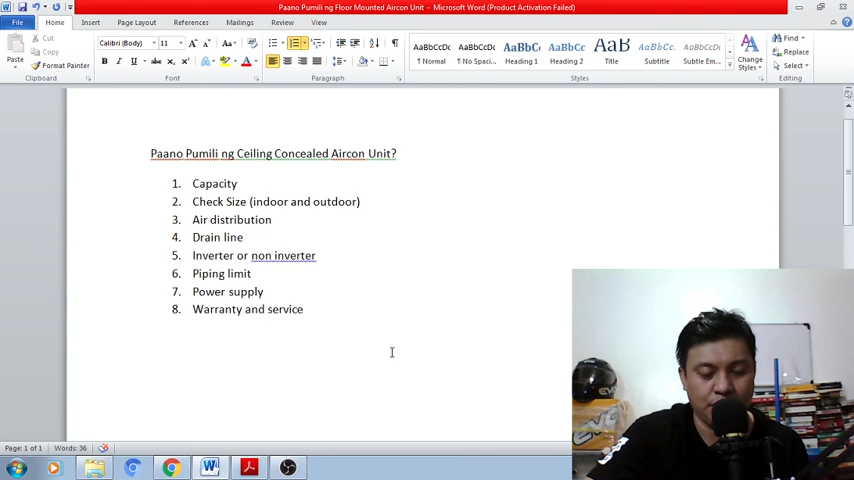 Paano Pumili ng Floor Mounted Aircon Unit - Microsoft Word (Product Activation Failed)
File Home Insert Page Layout References Mailings Review View
Cut
Copy
Paste
Format Painter
Clipboard
Calibri (Body) 11
Font
Paragraph
AaBbCcDc AaBbCcDc AaBbC AaBbCc AaB AaBbCc. AaBbCcDc
¶ Normal ¶ No Spaci... Heading 1 Heading 2 Title Subtitle Subtle Em...
Change Styles
Styles
Find
Replace
Select
Editing
Paano Pumili ng Ceiling Concealed Aircon Unit?
1. Capacity
2. Check Size (indoor and outdoor)
3. Air distribution
4. Drain line
5. Inverter or non inverter
6. Piping limit
7. Power supply
8. Warranty and service
Page: 1 of 1 Words: 36